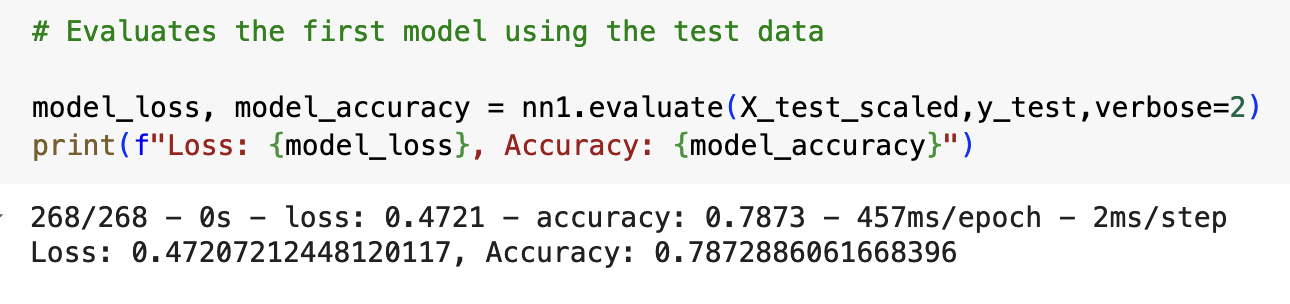 # Evaluates the first model using the test data
model_loss, model_accuracy = nn1.evaluate(X_test_scaled,y_test,verbose=2)
print(f"Loss: {model_loss}, Accuracy: {model_accuracy}")
268/268 – 0s – loss: 0.4721 – accuracy: 0.7873 – 457ms/epoch – 2ms/step
Loss: 0.47207212448120117, Accuracy: 0.7872886061668396